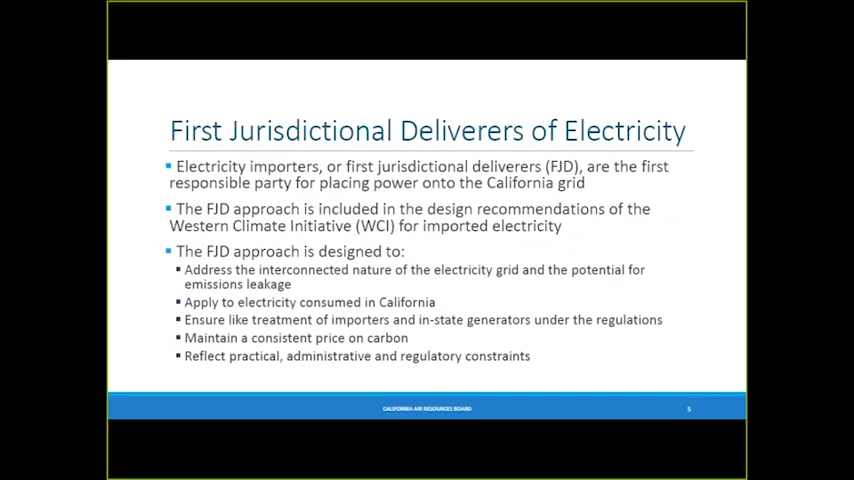 First Jurisdictional Deliverers of Electricity
Electricity importers, or first jurisdictional deliverers (FJD), are the first
responsible party for placing power onto the California grid
The FJD approach is included in the design recommendations of the
Western Climate Initiative (WCI) for imported electricity
The FJD approach is designed to:
Address the interconnected nature of the electricity grid and the potential for
emissions leakage
Apply to electricity consumed in California
Ensure like treatment of importers and in-state generators under the regulations
Maintain a consistent price on carbon
Reflect practical, administrative and regulatory constraints
CALIFORNIA AIR RESOURCES BOARD
5